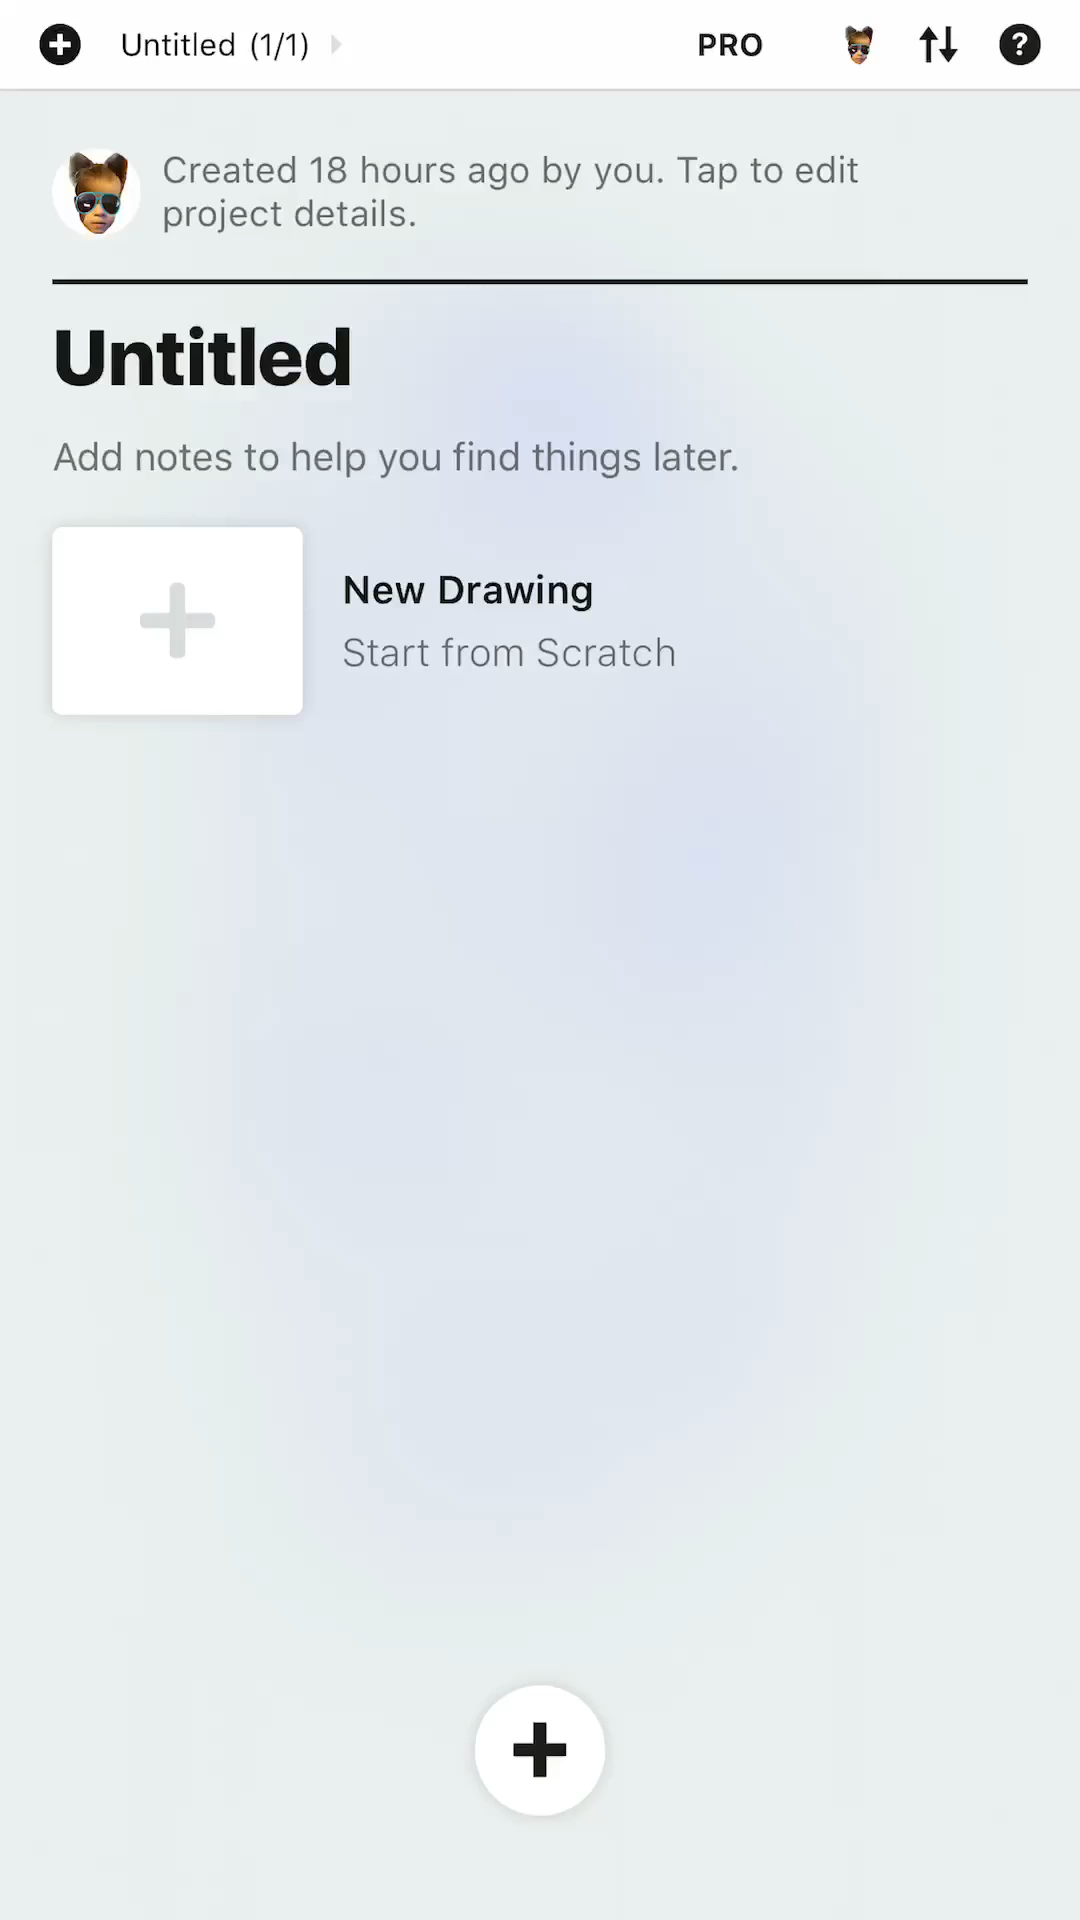 Untitled (1/1)
PRO
?
Created 18 hours ago by you. Tap to edit
project details.
Untitled
Add notes to help you find things later.
New Drawing
Start from Scratch